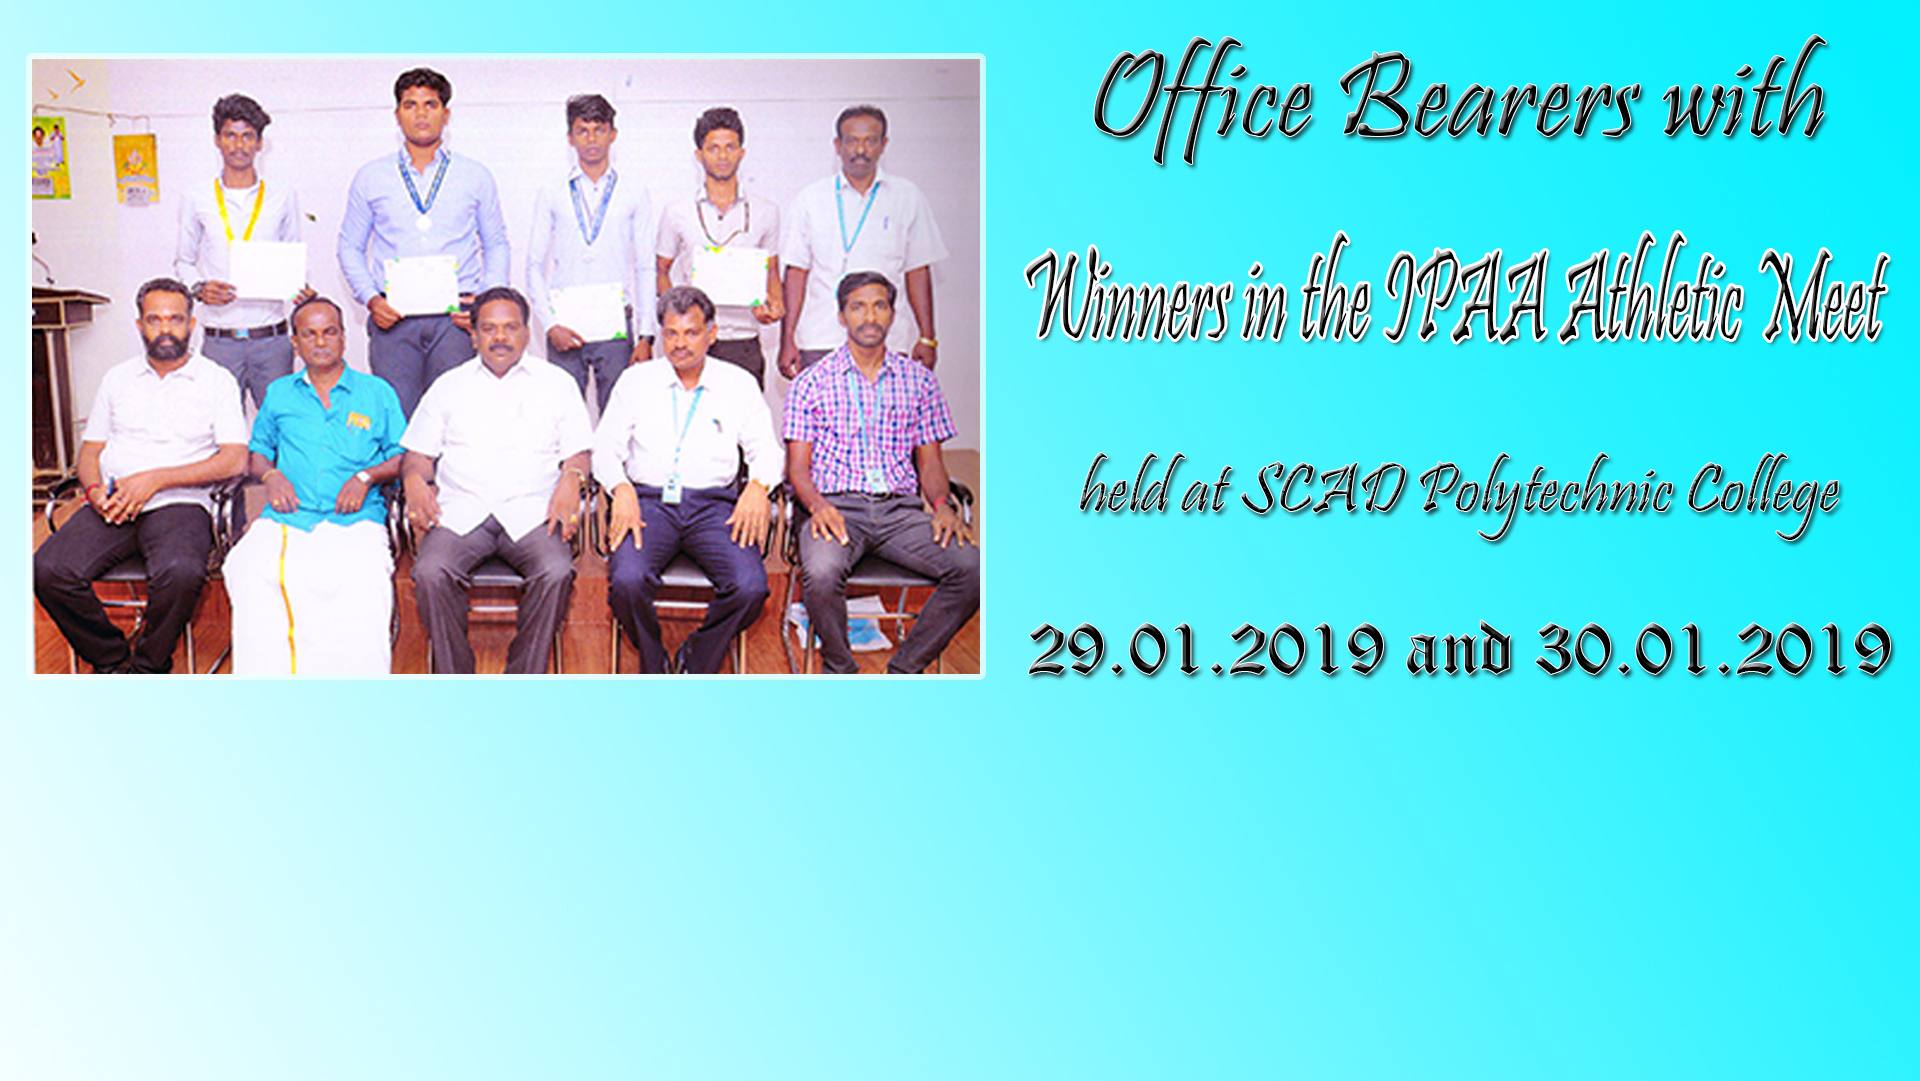 Office Bearers with
Winners in the IPAA Athletic Meet
held at SCAD Polytechnic College
29.01.2019 and 30.01.2019